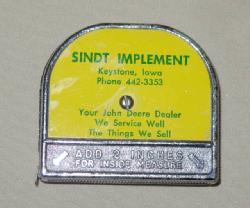 SINDT IMPLEMENT
Keystone, Iowa
Phone 442-3353
Your John Deere Dealer
We Service Well
The Things We Sell
ADD 2 INCHES
FOR INSIDE MEASURE